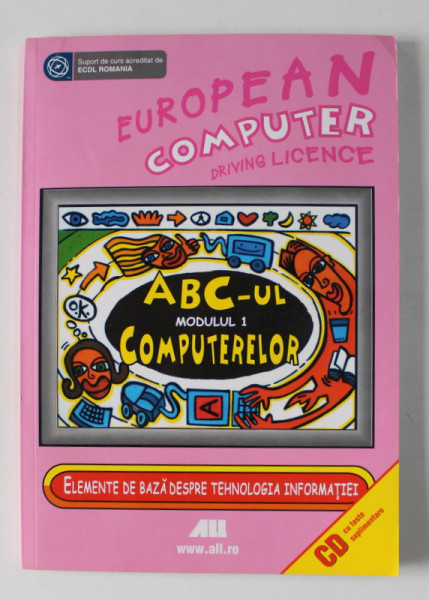 Suport de curs acreditat de
ECDL ROMANIA
EUROPEAN
COMPUTER
DRIVING LICENCE
O.K.
ABC-UL
MODULUL 1
COMPUTERELOR
A
ELEMENTE DE BAZĂ DESPRE TEHNOLOGIA INFORMAȚIEI
ALL
www.all.ro
CD
cu teste
suplimentare